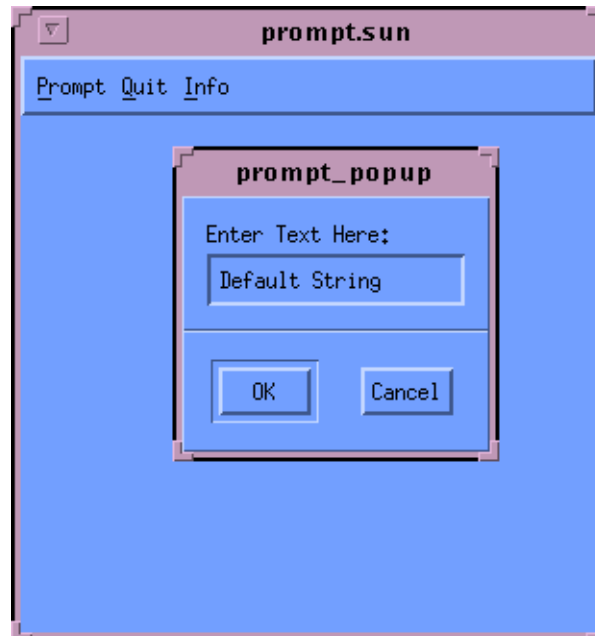 prompt.sun
Prompt Quit Info
prompt_popup
Enter Text Here:
Default String
OK Cancel